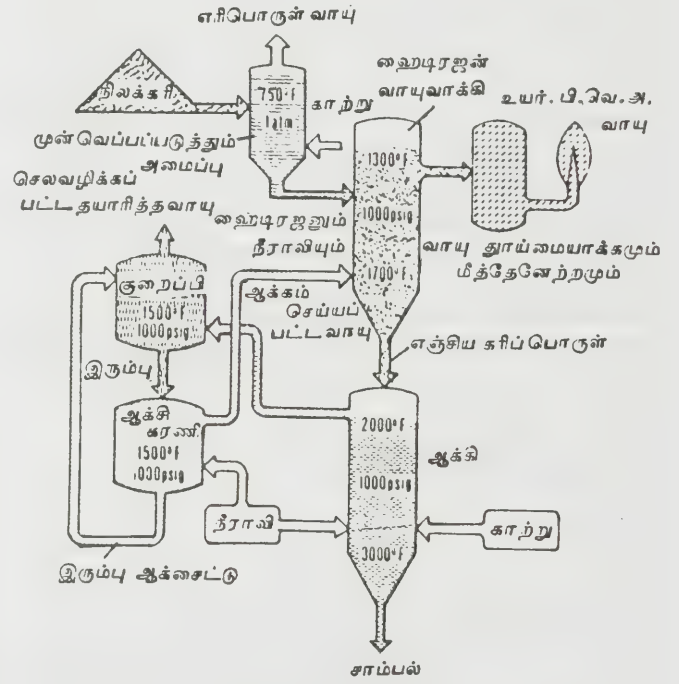 எரிபொருள் வாயு
நிலக்கரி
750°F
1atm
காற்று
ஹைடிரஜன்
வாயுவாக்கி
உயர். பி. வெ. அ.
வாயு
முன்வெப்பப்படுத்தும்
அமைப்பு
1300°F
1000psig
1700°F
செலவழிக்கப்
பட்ட தயாரித்தவாயு
ஹைடிரஜனும்
நீராவியும்
வாயு தூய்மையாக்கமும்
மீத்தேனேற்றமும்
குறைப்பி
1500°F
1000psig
ஆக்கம்
செய்யப்
பட்டவாயு
எஞ்சிய கரிப்பொருள்
இரும்பு
ஆக்சி
கரணி
1500°F
1000psig
2000°F
1000psig
3000°F
ஆக்கி
நீராவி
காற்று
இரும்பு ஆக்சைட்டு
சாம்பல்